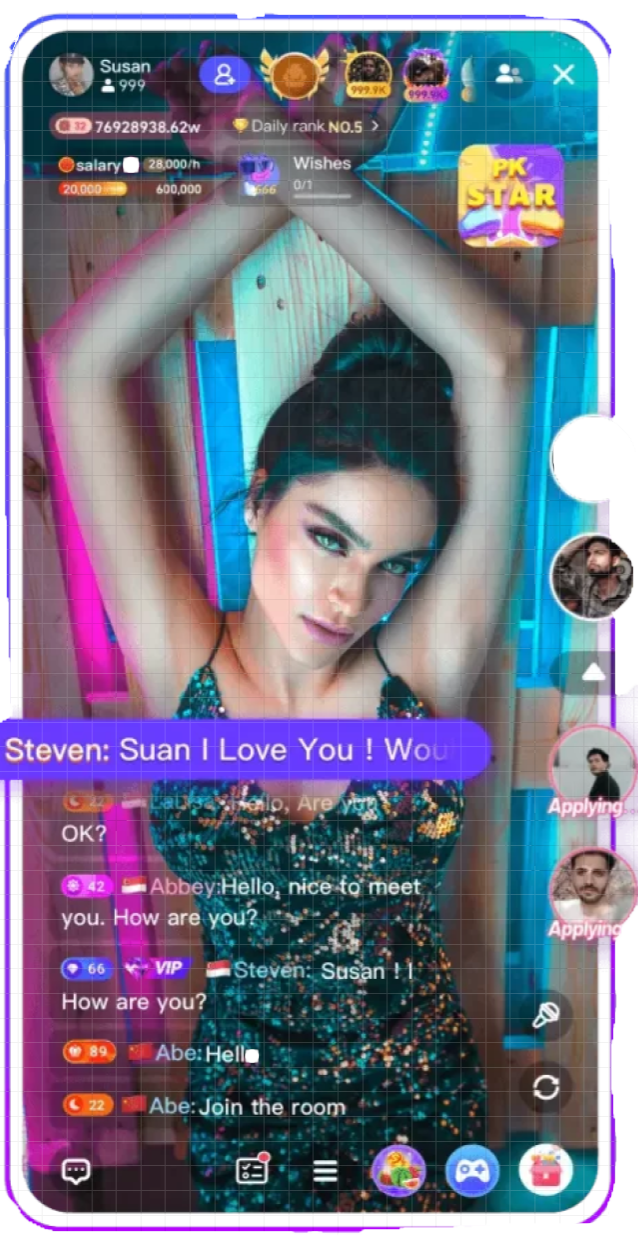 Susan
999
999.9K
999.9K
32 76928938.62w
Daily rank NO.5 >
salary 28,000/h
20,000 600,000
Wishes
0/1
666
PK
STAR
Steven: Suan I Love You ! Wou
22 Hello, Are you
OK?
42 Abbey:Hello, nice to meet
you. How are you?
66 VIP Steven: Susan ! I
How are you?
89 Abe:Hell
22 Abe:Join the room
Applying
Applying